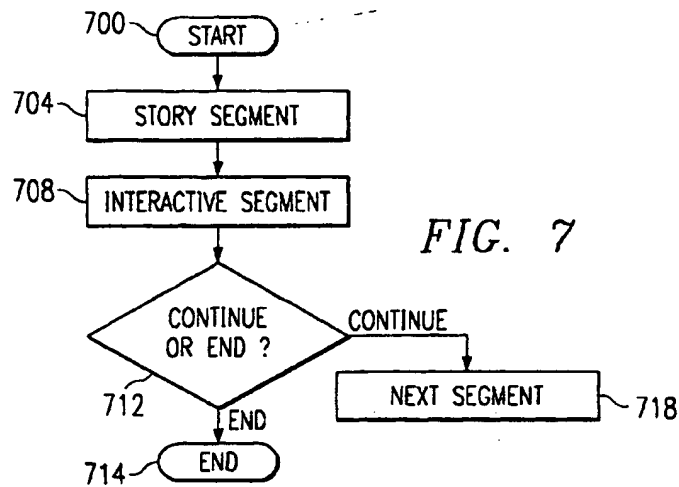 700
START
704
STORY SEGMENT
708
INTERACTIVE SEGMENT
FIG. 7
CONTINUE
OR END ?
CONTINUE
712
NEXT SEGMENT
718
END
714
END